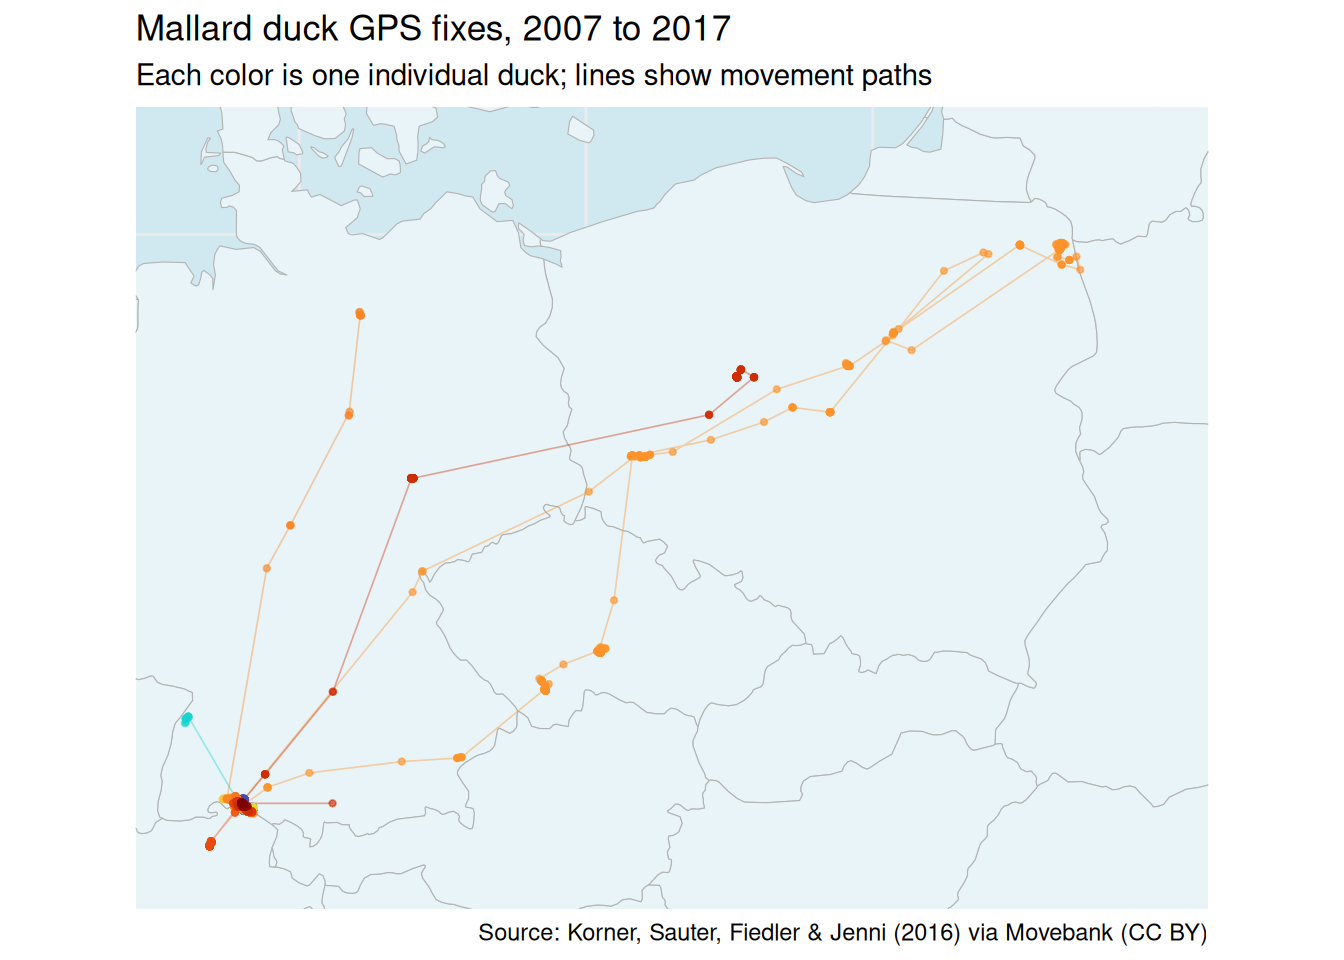 Mallard duck GPS fixes, 2007 to 2017
Each color is one individual duck; lines show movement paths
Source: Korner, Sauter, Fiedler & Jenni (2016) via Movebank (CC BY)